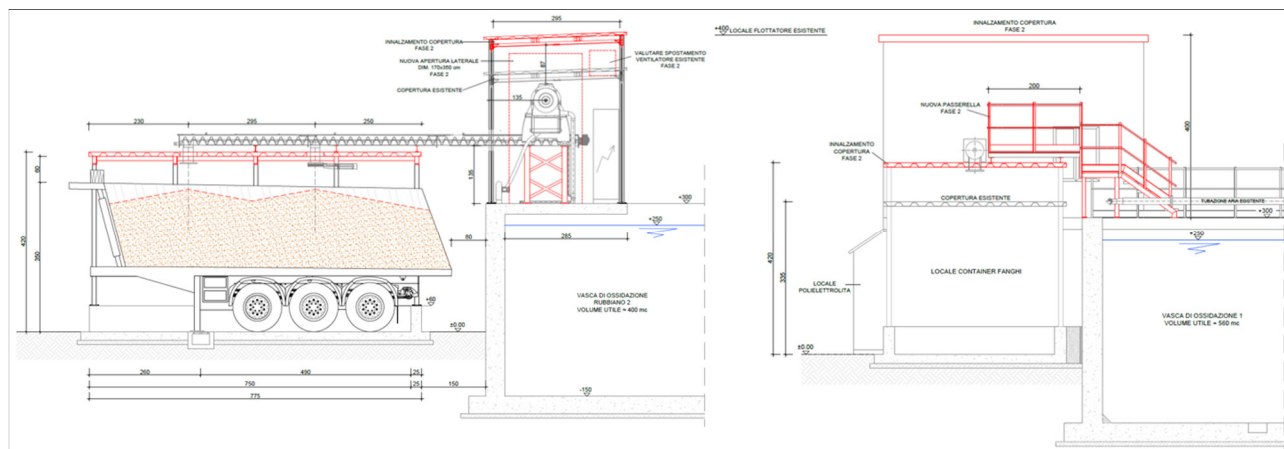 295
INNALZAMENTO COPERTURA
FASE 2
NUOVA APERTURA LATERALE
DIM. 170x350 cm
FASE 2
COPERTURA ESISTENTE
VALUTARE SPOSTAMENTO
VENTILATORE ESISTENTE
FASE 2
87
135
230
295
250
60
420
350
135
+300
+250
285
80
+60
±0.00
VASCA DI OSSIDAZIONE
RUBBIANO 2
VOLUME UTILE = 400 mc
260
490
25
750
25
150
775
-150
+400 LOCALE FLOTTATORE ESISTENTE
INNALZAMENTO COPERTURA
FASE 2
200
NUOVA PASSERELLA
FASE 2
400
INNALZAMENTO
COPERTURA
FASE 2
COPERTURA ESISTENTE
TUBAZIONE ARIA ESISTENTE
+300
+250
420
335
LOCALE
POLIELETTROLITA
LOCALE CONTAINER FANGHI
VASCA DI OSSIDAZIONE 1
VOLUME UTILE = 560 mc
±0.00